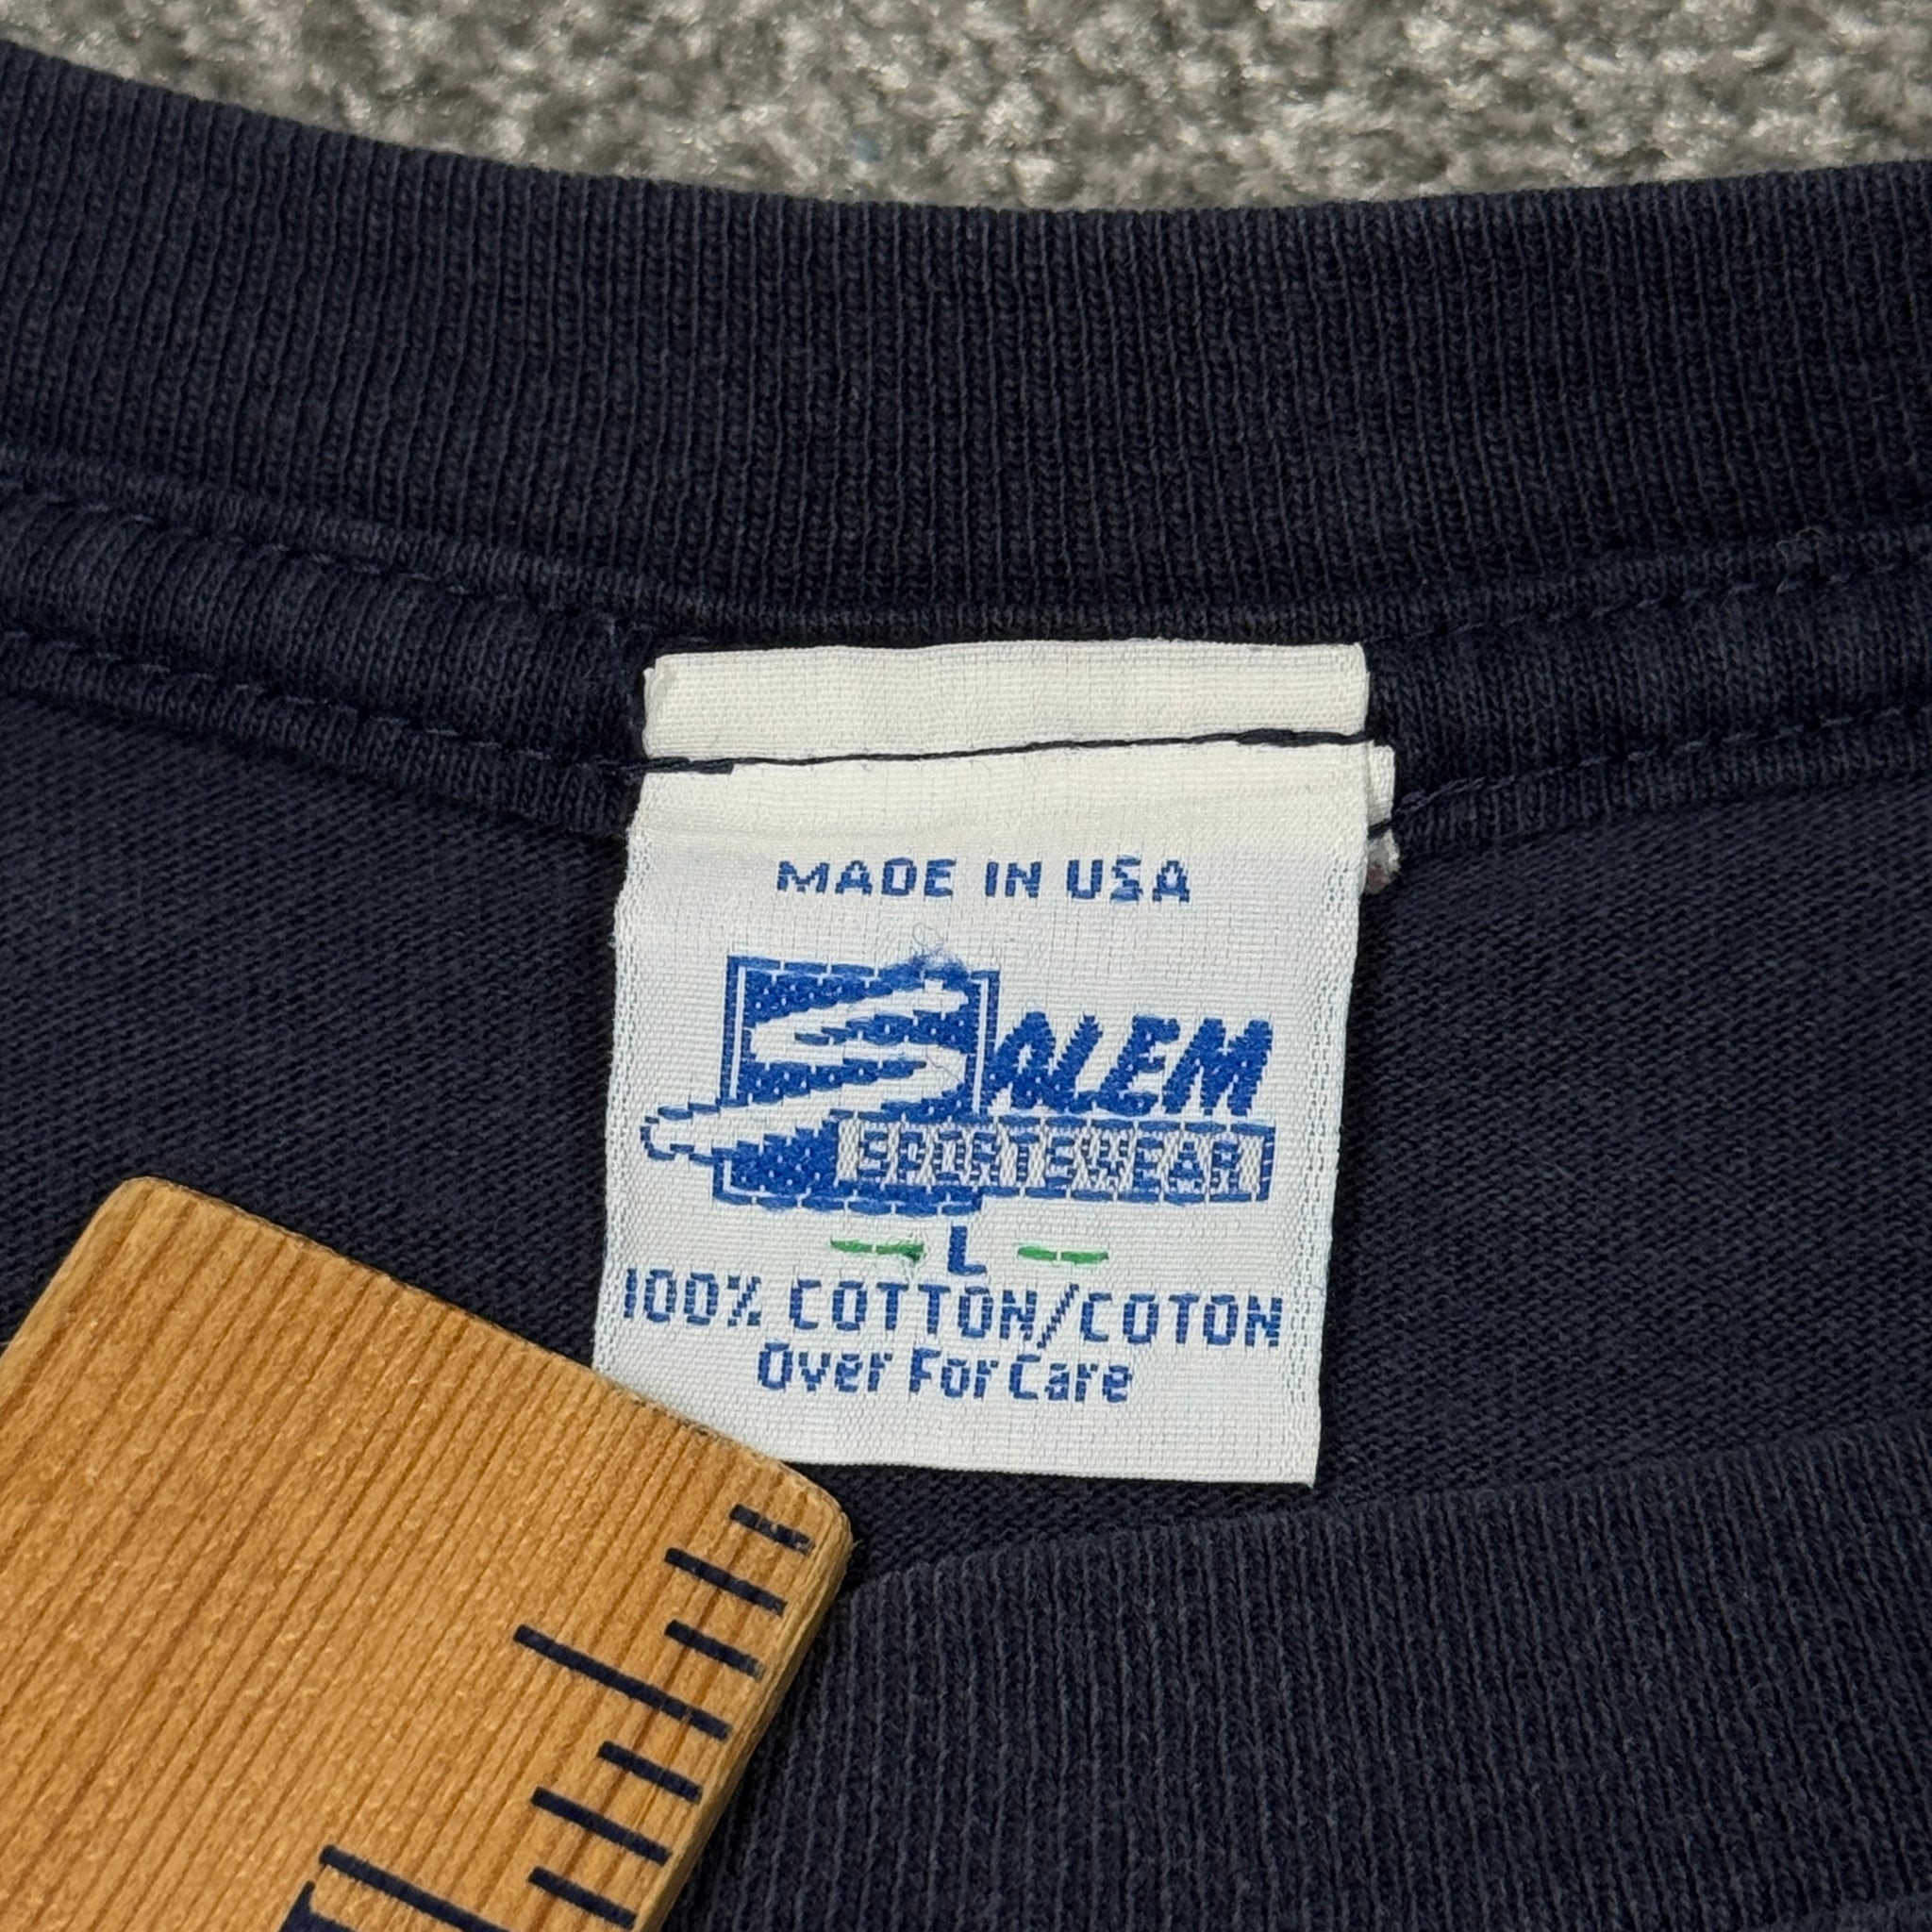 MADE IN USA
SALEM
SPORTSWEAR
L
100% COTTON/COTON
Over For Care